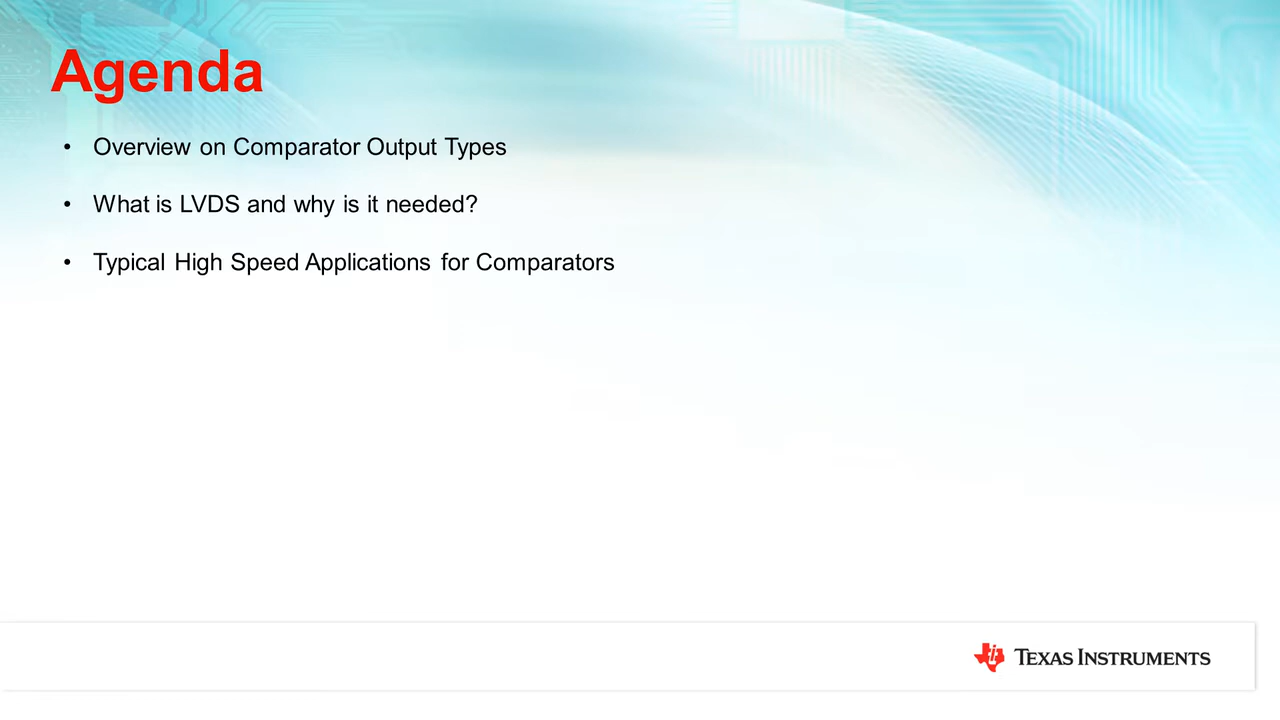 Agenda
• Overview on Comparator Output Types
• What is LVDS and why is it needed?
• Typical High Speed Applications for Comparators
TEXAS INSTRUMENTS